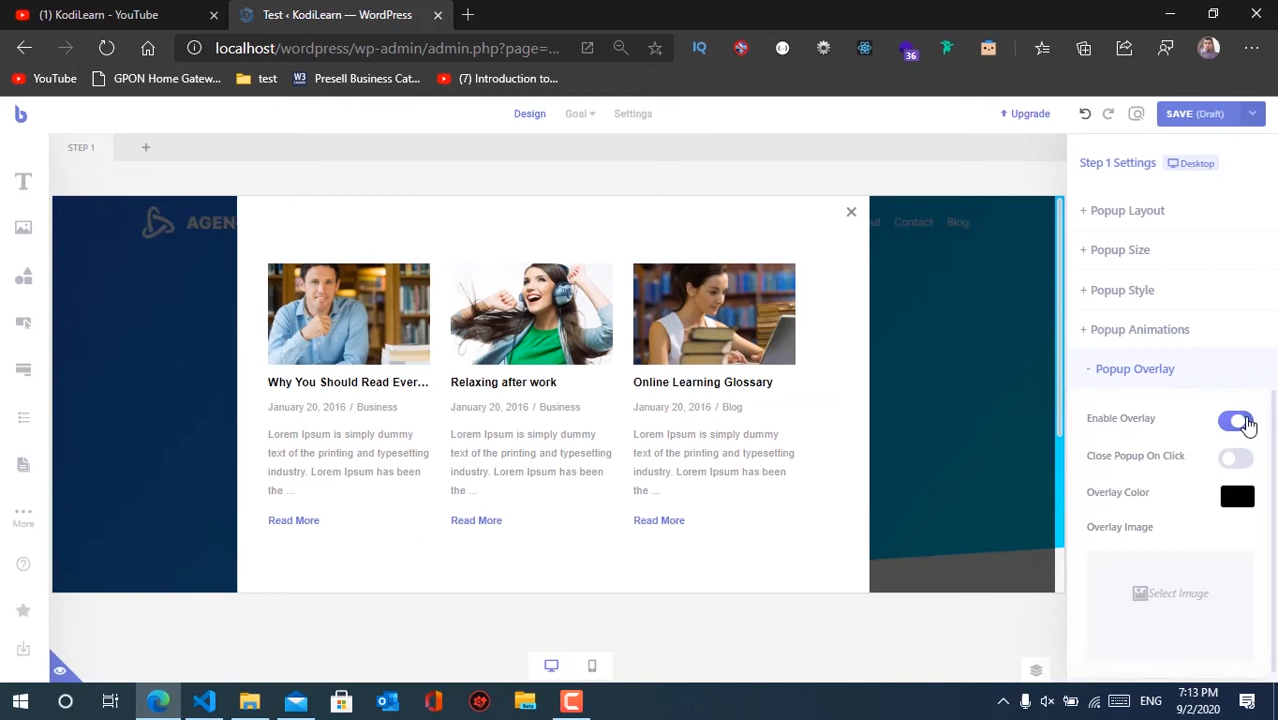 (1) KodiLearn - YouTube
Test ‹ KodiLearn — WordPress
localhost/wordpress/wp-admin/admin.php?page=...
IQ
36
YouTube
GPON Home Gatew...
test
W3
Presell Business Cat...
(7) Introduction to...
b
Design
Goal
Settings
Upgrade
SAVE (Draft)
STEP 1
+
Step 1 Settings
Desktop
+ Popup Layout
+ Popup Size
+ Popup Style
+ Popup Animations
- Popup Overlay
Enable Overlay
Close Popup On Click
Overlay Color
Overlay Image
Select Image
T
More
AGEN
out
Contact
Blog
Why You Should Read Ever...
January 20, 2016 / Business
Lorem Ipsum is simply dummy
text of the printing and typesetting
industry. Lorem Ipsum has been
the ...
Read More
Relaxing after work
January 20, 2016 / Business
Lorem Ipsum is simply dummy
text of the printing and typesetting
industry. Lorem Ipsum has been
the ...
Read More
Online Learning Glossary
January 20, 2016 / Blog
Lorem Ipsum is simply dummy
text of the printing and typesetting
industry. Lorem Ipsum has been
the ...
Read More
ENG
7:13 PM
9/2/2020